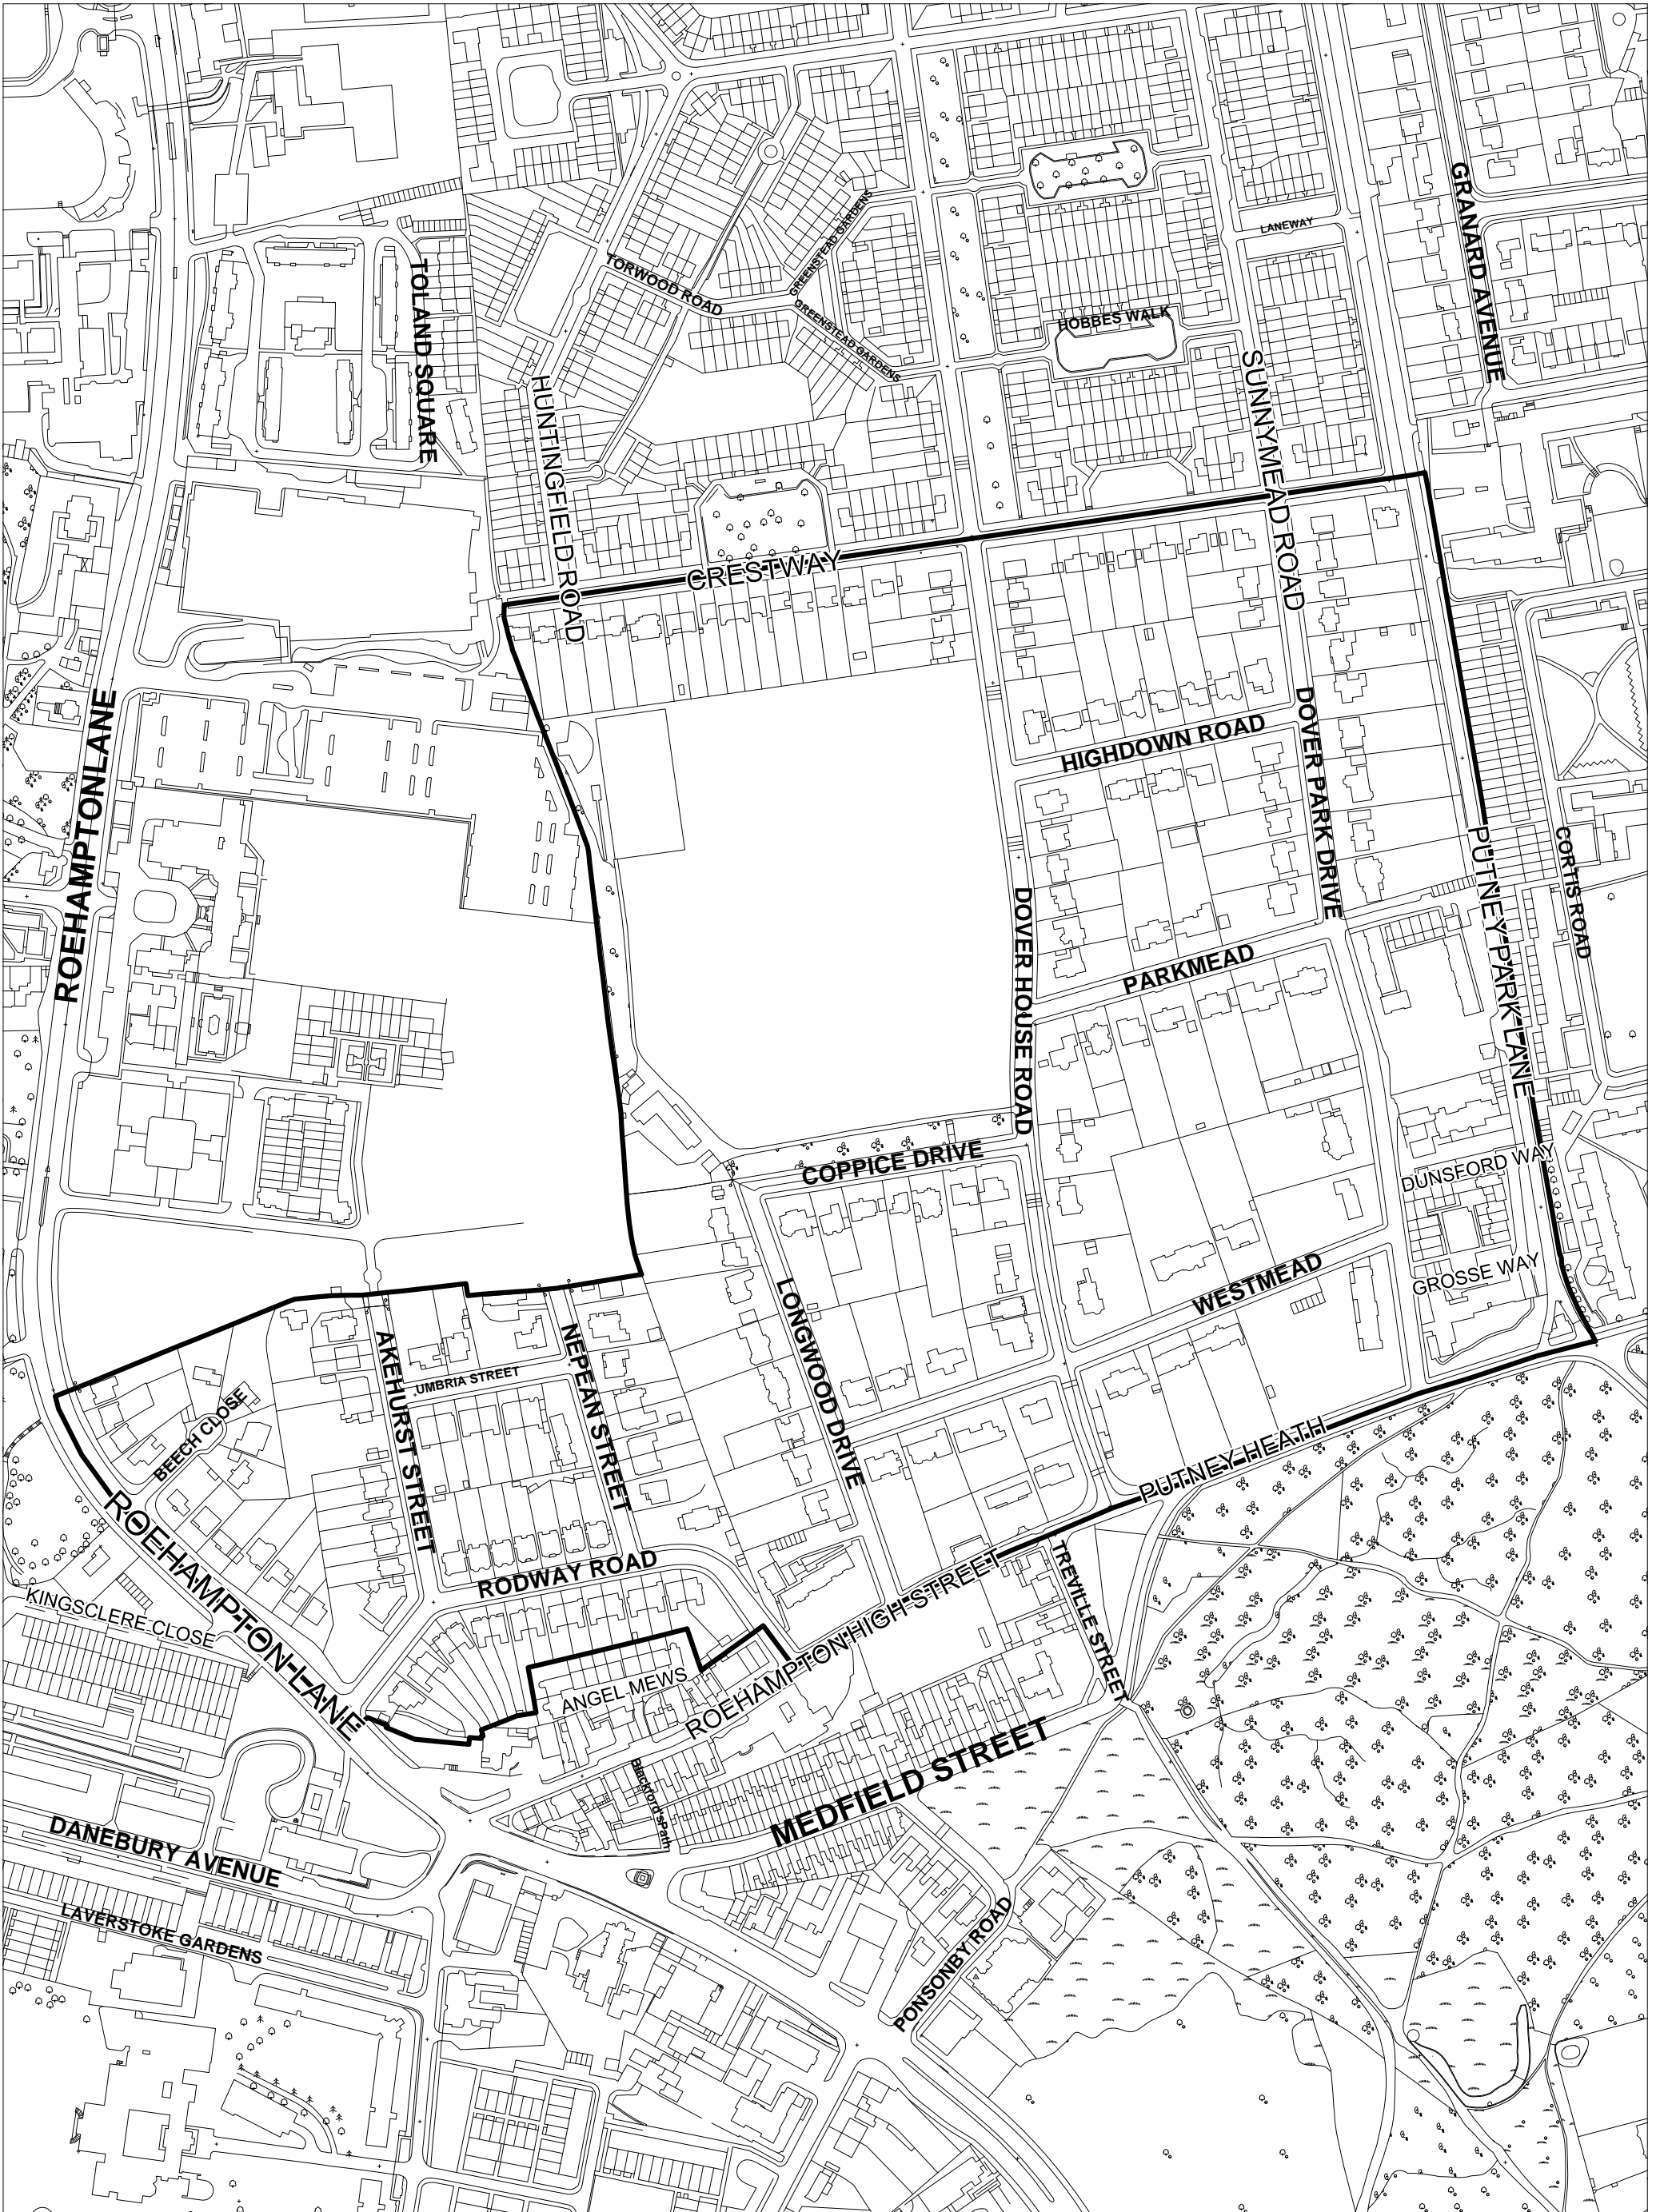 GRANARD AVENUE
LANEWAY
GREENSTEAD GARDENS
TORWOOD ROAD
TOLAND SQUARE
GREENSTEAD GARDENS
HOBBES WALK
HUNTINGFIELD ROAD
SUNNYMEAD ROAD
CRESTWAY
ROEHAMPTONLANE
HIGHDOWN ROAD
DOVER PARK DRIVE
PUTNEY PARK LANE
CORTIS ROAD
DOVER HOUSE ROAD
PARKMEAD
COPPICE DRIVE
DUNSFORD WAY
GROSSE WAY
WESTMEAD
LONGWOOD DRIVE
NEPEAN STREET
AKEHURST STREET
UMBRIA STREET
BEECH CLOSE
PUTNEY HEATH
ROEHAMPTON LANE
RODWAY ROAD
KINGSCLERE CLOSE
TREVILLE STREET
ROEHAMPTON HIGH STREET
ANGEL MEWS
Blackford'sPath
MEDFIELD STREET
DANEBURY AVENUE
LAVERSTOKE GARDENS
PONSONBY ROAD